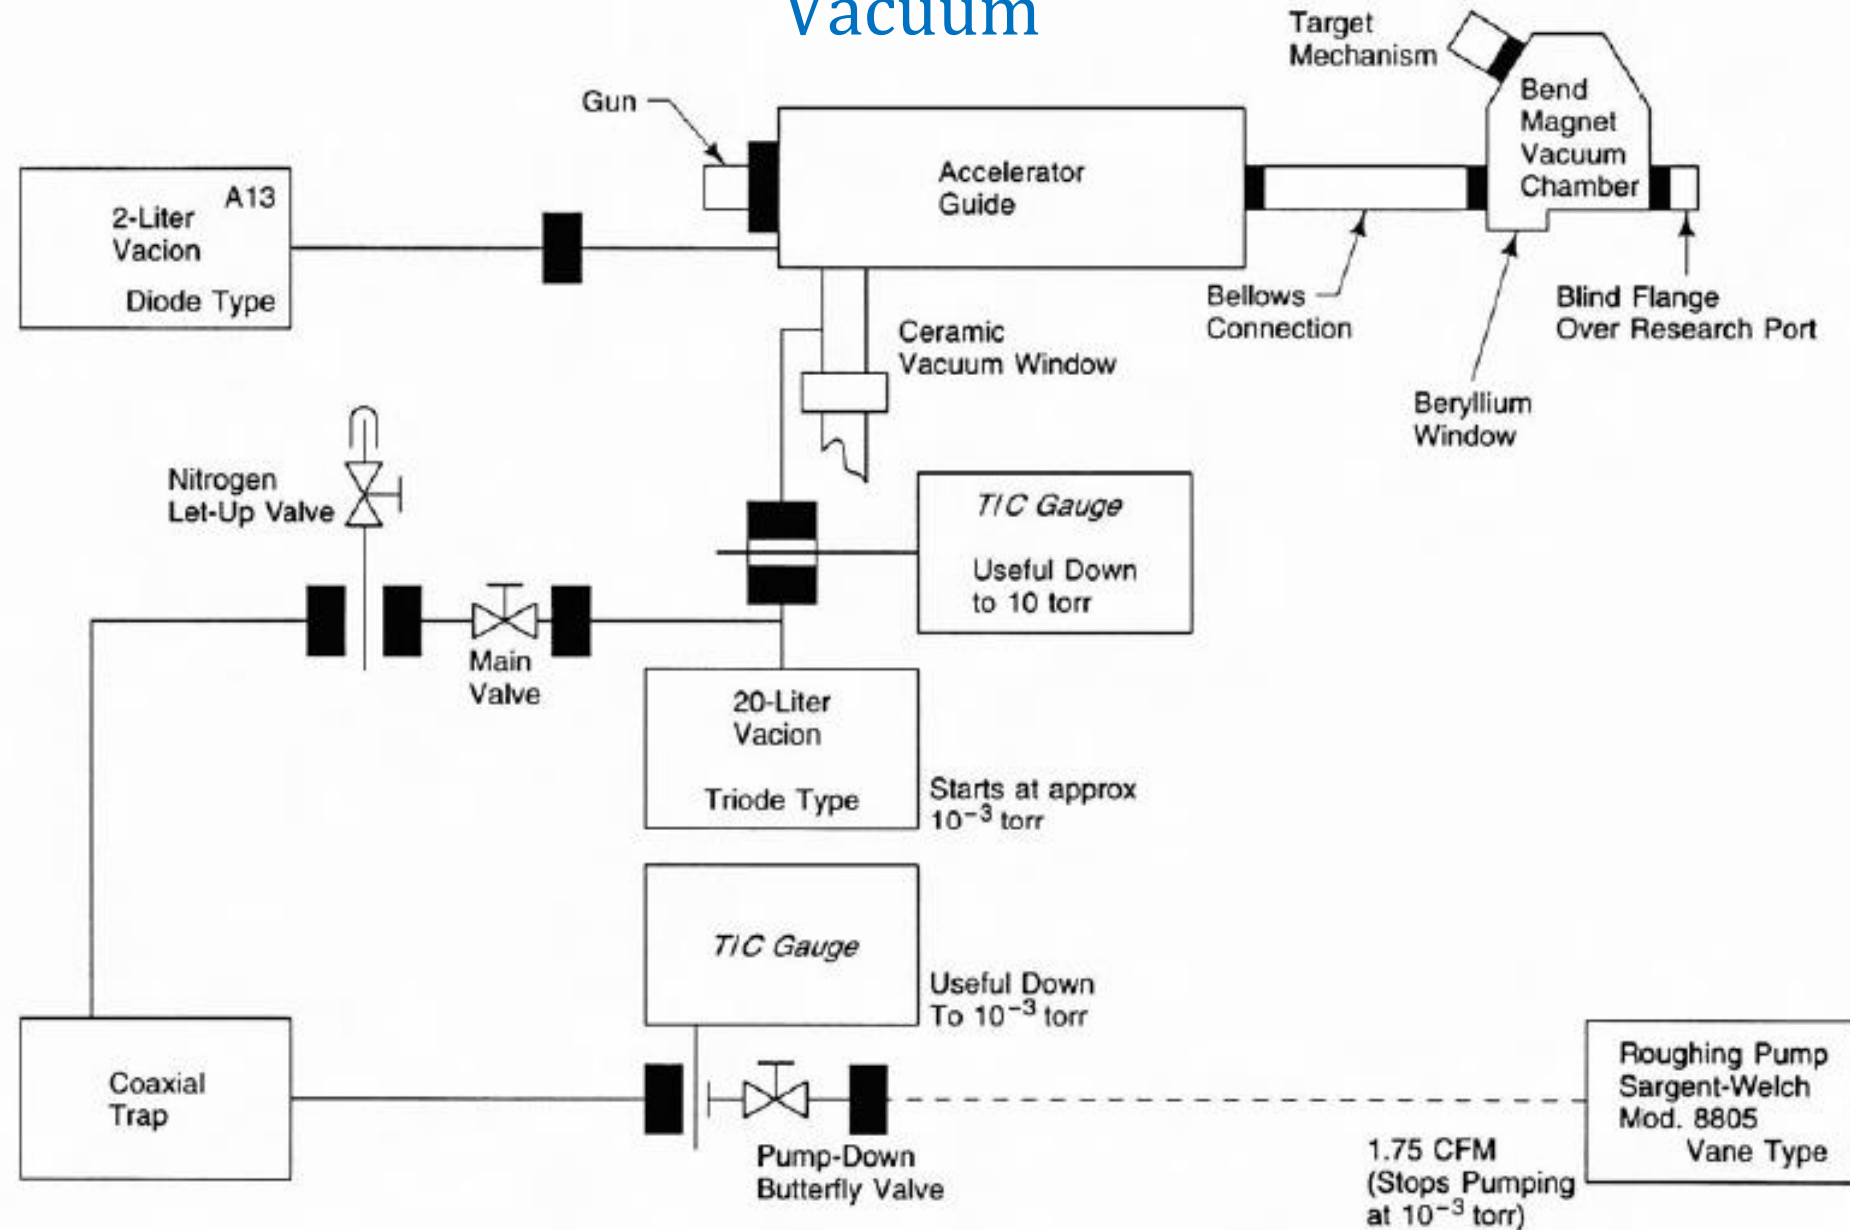 Vacuum
Target
Mechanism
Gun
Bend
Magnet
Vacuum
Chamber
Accelerator
Guide
A13
2-Liter
Vacion
Diode Type
Bellows
Connection
Blind Flange
Over Research Port
Ceramic
Vacuum Window
Beryllium
Window
Nitrogen
Let-Up Valve
TIC Gauge
Useful Down
to 10 torr
Main
Valve
20-Liter
Vacion
Triode Type
Starts at approx
10⁻³ torr
TIC Gauge
Useful Down
To 10⁻³ torr
Coaxial
Trap
Pump-Down
Butterfly Valve
Roughing Pump
Sargent-Welch
Mod. 8805
Vane Type
1.75 CFM
(Stops Pumping
at 10⁻³ torr)